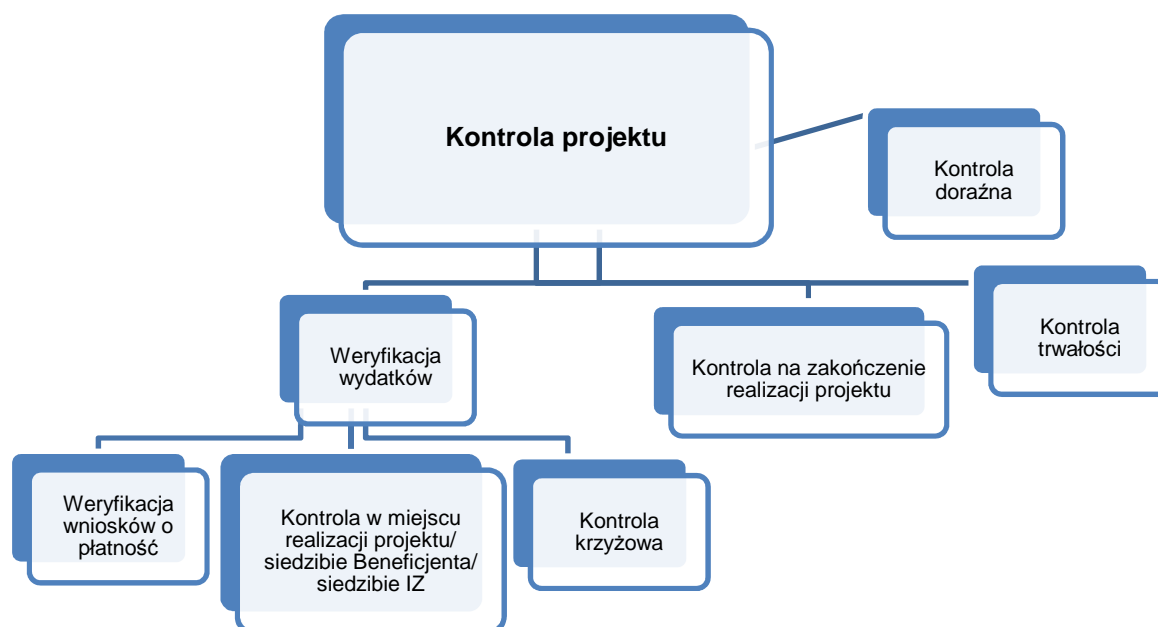 Kontrola projektu
Kontrola
doraźna
Weryfikacja
wydatków
Kontrola na zakończenie
realizacji projektu
Kontrola
trwałości
Weryfikacja
wniosków o
płatność
Kontrola w miejscu
realizacji projektu/
siedzibie Beneficjenta/
siedzibie IZ
Kontrola
krzyżowa